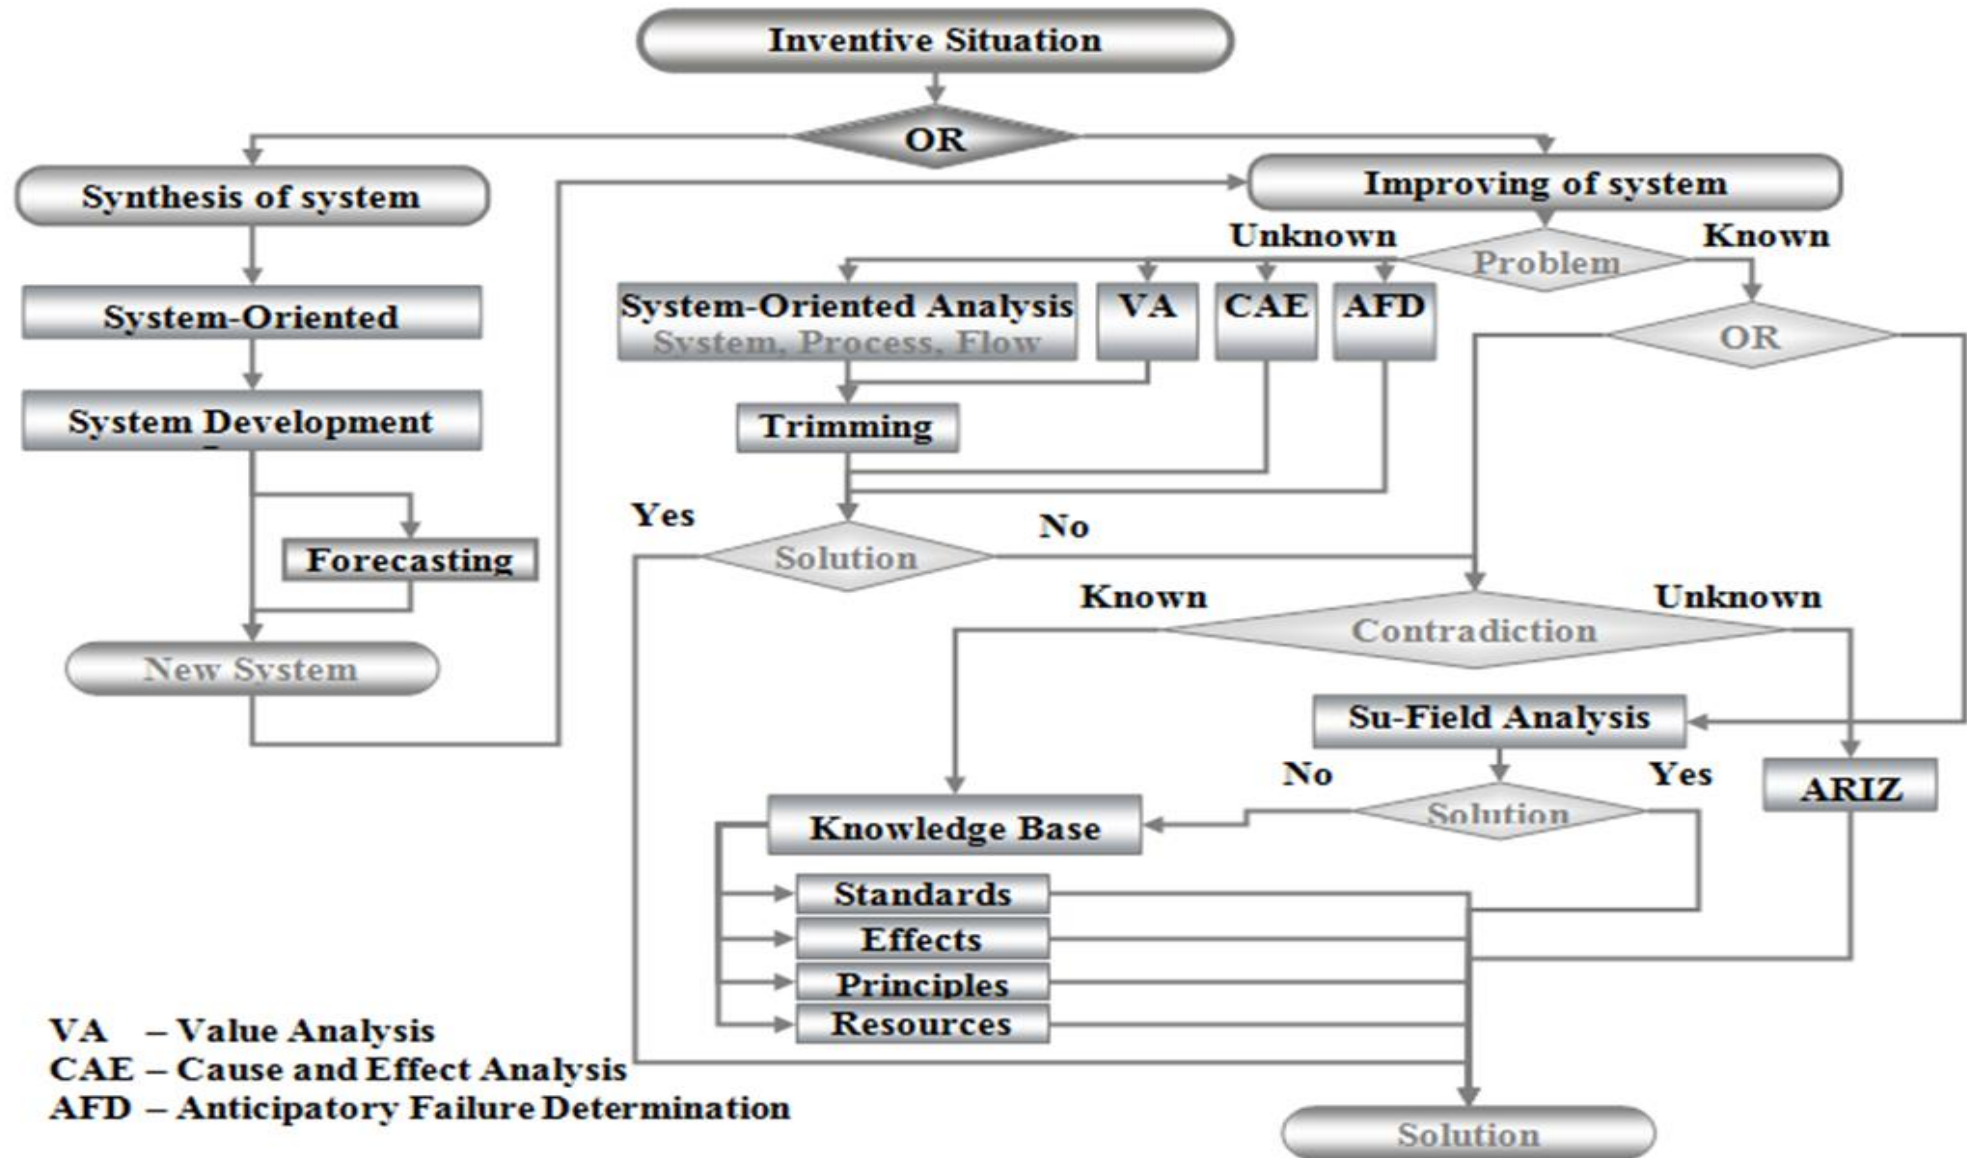 Inventive Situation
OR
Synthesis of system
Improving of system
Unknown
Known
Problem
System-Oriented
System-Oriented Analysis
System, Process, Flow
VA
CAE
AFD
OR
System Development
Trimming
Yes
No
Solution
Forecasting
Known
Unknown
Contradiction
New System
Su-Field Analysis
No
Yes
Solution
ARIZ
Knowledge Base
Standards
Effects
Principles
Resources
VA – Value Analysis
CAE – Cause and Effect Analysis
AFD – Anticipatory Failure Determination
Solution